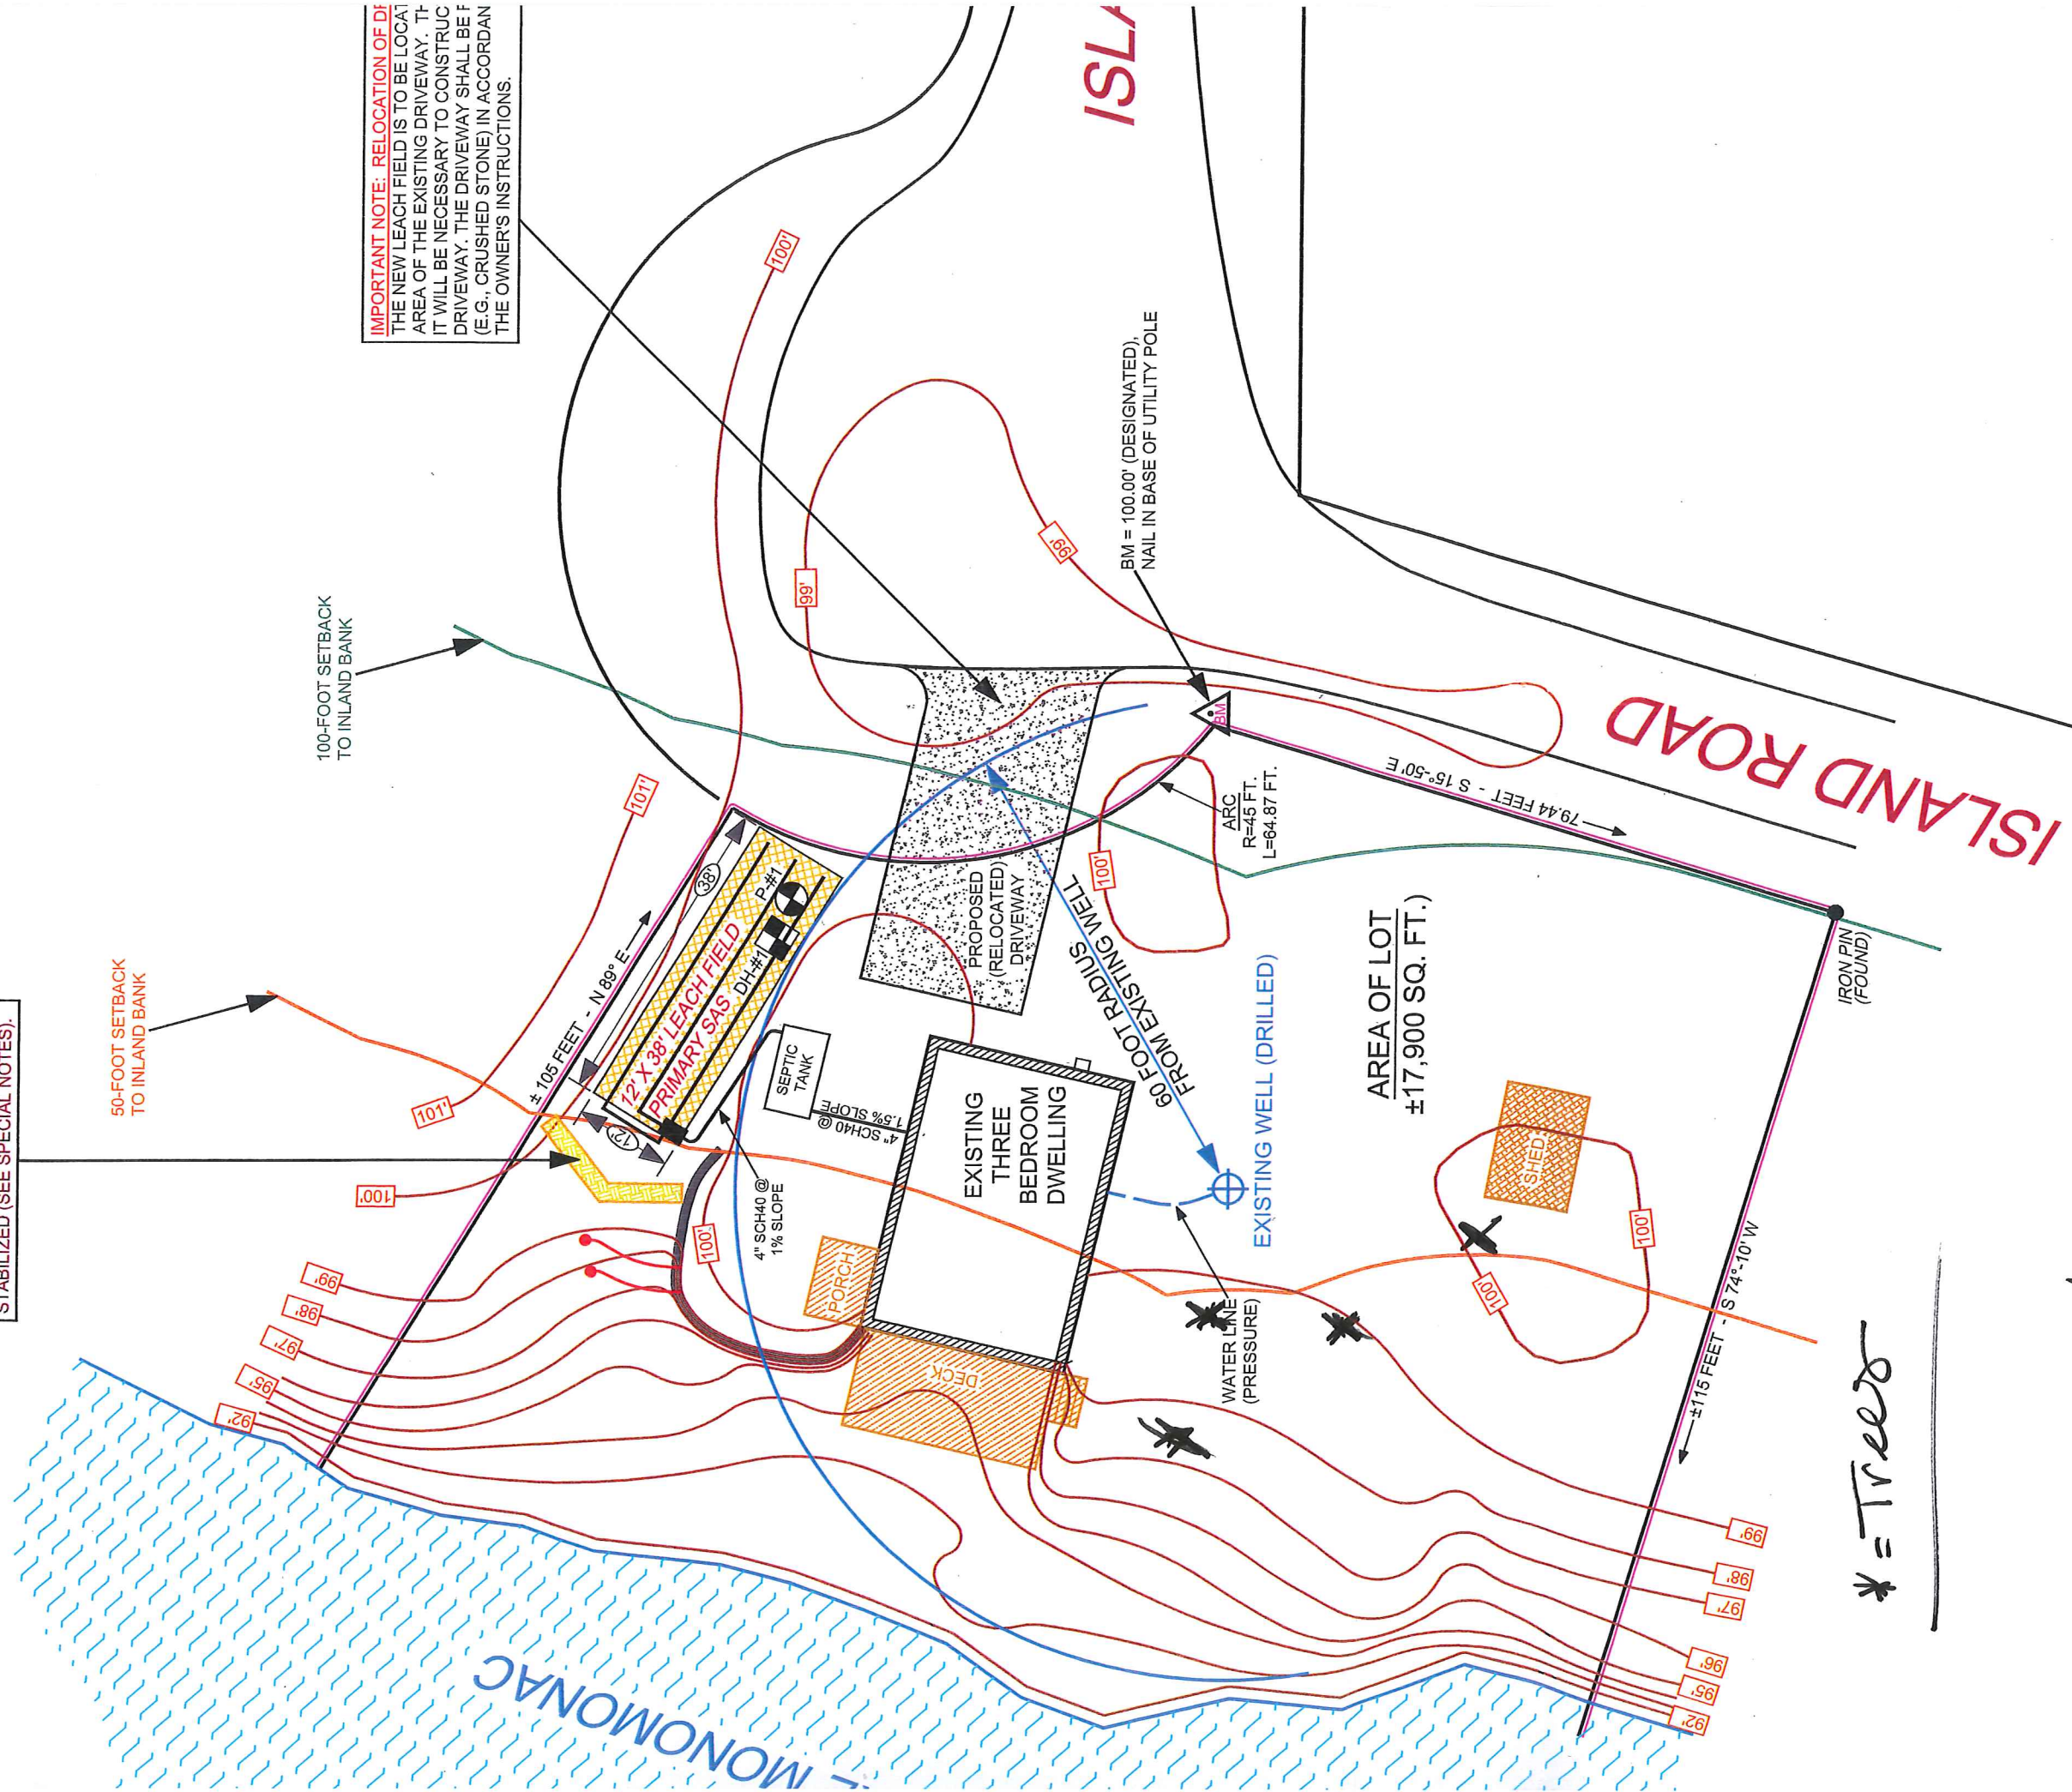 STABILIZED (SEE SPECIAL NOTES).
IMPORTANT NOTE: RELOCATION OF
THE NEW LEACH FIELD IS TO BE
AREA OF THE EXISTING DRIVEWAY.
IT WILL BE NECESSARY TO
DRIVEWAY. THE DRIVEWAY SHALL BE
(E.G., CRUSHED STONE) IN
THE OWNER'S INSTRUCTIONS.
100-FOOT SETBACK
TO INLAND BANK
50-FOOT SETBACK
TO INLAND BANK
100'
99'
99'
BM = 100.00' (DESIGNATED),
NAIL IN BASE OF UTILITY POLE
BM
ISLAND ROAD
S 15°-50' E
79.44 FEET
ARC
R=45 FT.
L=64.87 FT.
100'
101'
101'
± 105 FEET - N 89° E
38'
12'
12' X 38' LEACH FIELD
PRIMARY SAS
DH-#1
P-#1
PROPOSED
(RELOCATED)
DRIVEWAY
60 FOOT RADIUS
FROM EXISTING WELL
SEPTIC
TANK
4" SCH40 @
1.5% SLOPE
4" SCH40 @
1% SLOPE
EXISTING
THREE
BEDROOM
DWELLING
PORCH
DECK
EXISTING WELL (DRILLED)
WATER LINE
(PRESSURE)
AREA OF LOT
±17,900 SQ. FT.)
SHED
100'
100'
IRON PIN
(FOUND)
±115 FEET - S 74°-10' W
100'
100'
99'
98'
97'
95'
92'
99'
98'
97'
96'
95'
92'
MONOMONAC
* = Trees